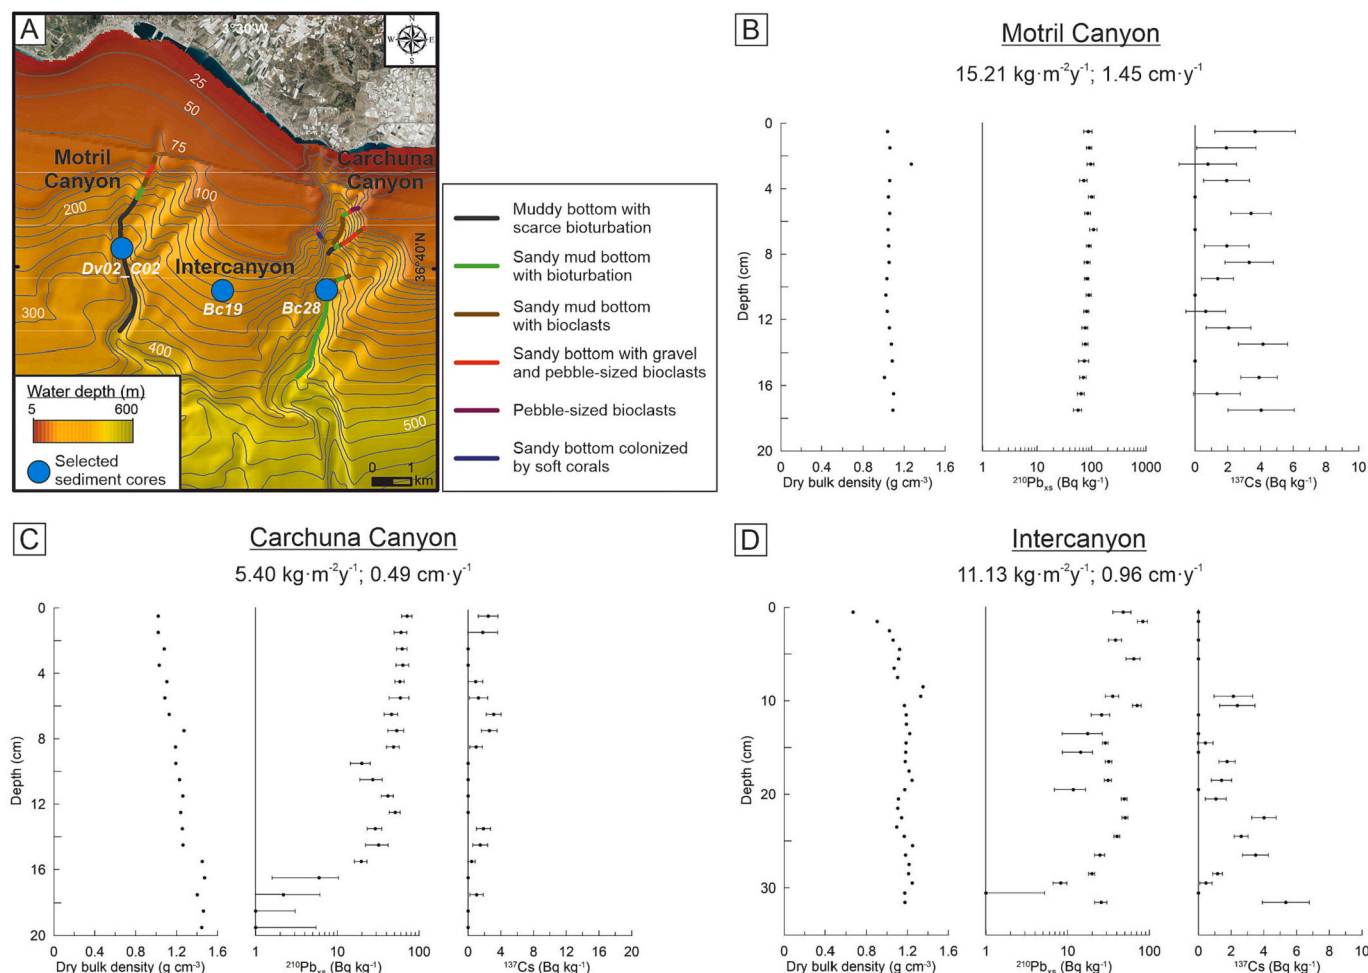 A
3°30'W
N
W
E
S
25
50
75
Motril
Canyon
Carchuna
Canyon
100
200
36°40'N
Dv02_C02
Intercanyon
Bc19
Bc28
300
400
500
Water depth (m)
5
600
Selected
sediment cores
0
1
km
Muddy bottom with
scarce bioturbation
Sandy mud bottom
with bioturbation
Sandy mud bottom
with bioclasts
Sandy bottom with gravel
and pebble-sized bioclasts
Pebble-sized bioclasts
Sandy bottom colonized
by soft corals
B
Motril Canyon
15.21 kg·m⁻²y⁻¹; 1.45 cm·y⁻¹
0
4
8
12
16
20
Depth (cm)
0 0.4 0.8 1.2 1.6
Dry bulk density (g cm⁻³)
1 10 100 1000
²¹⁰Pbₓₛ (Bq kg⁻¹)
0 2 4 6 8 10
¹³⁷Cs (Bq kg⁻¹)
C
Carchuna Canyon
5.40 kg·m⁻²y⁻¹; 0.49 cm·y⁻¹
0
4
8
12
16
20
Depth (cm)
0 0.4 0.8 1.2 1.6
Dry bulk density (g cm⁻³)
1 10 100
²¹⁰Pbₓₛ (Bq kg⁻¹)
0 4 8 12 16 20
¹³⁷Cs (Bq kg⁻¹)
D
Intercanyon
11.13 kg·m⁻²y⁻¹; 0.96 cm·y⁻¹
0
10
20
30
Depth (cm)
0 0.4 0.8 1.2 1.6
Dry bulk density (g cm⁻³)
1 10 100
²¹⁰Pbₓₛ (Bq kg⁻¹)
0 2 4 6 8 10
¹³⁷Cs (Bq kg⁻¹)